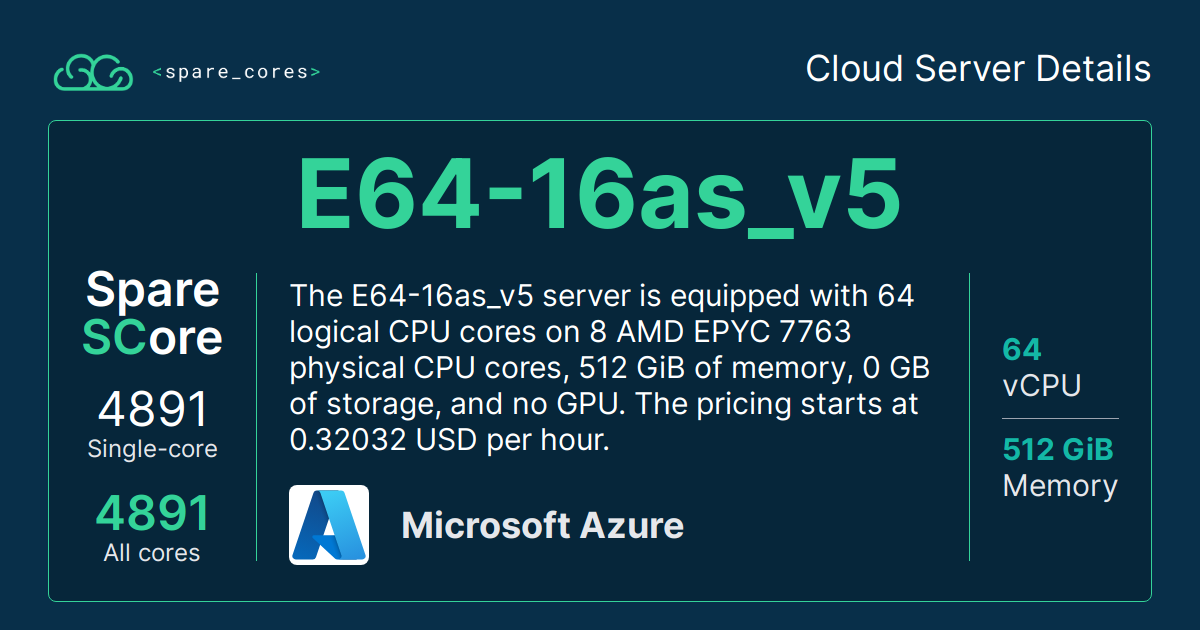 <spare_cores>
Cloud Server Details
E64-16as_v5
Spare
SCore
4891
Single-core
4891
All cores
The E64-16as_v5 server is equipped with 64
logical CPU cores on 8 AMD EPYC 7763
physical CPU cores, 512 GiB of memory, 0 GB
of storage, and no GPU. The pricing starts at
0.32032 USD per hour.
Microsoft Azure
64
vCPU
512 GiB
Memory